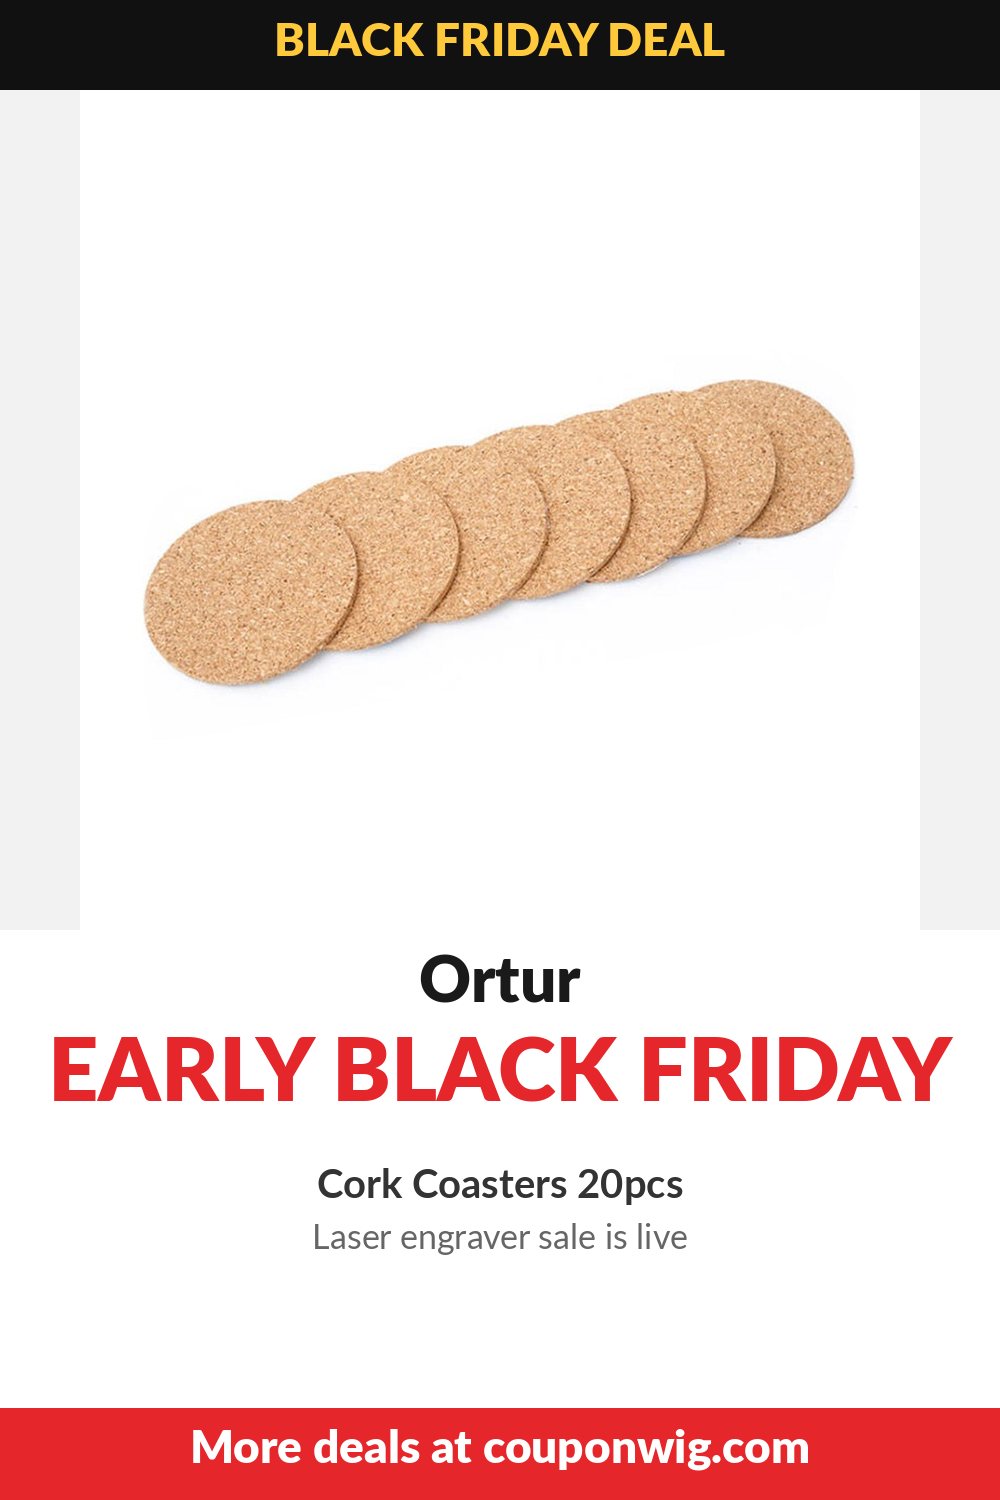 BLACK FRIDAY DEAL
Ortur
EARLY BLACK FRIDAY
Cork Coasters 20pcs
Laser engraver sale is live
More deals at couponwig.com